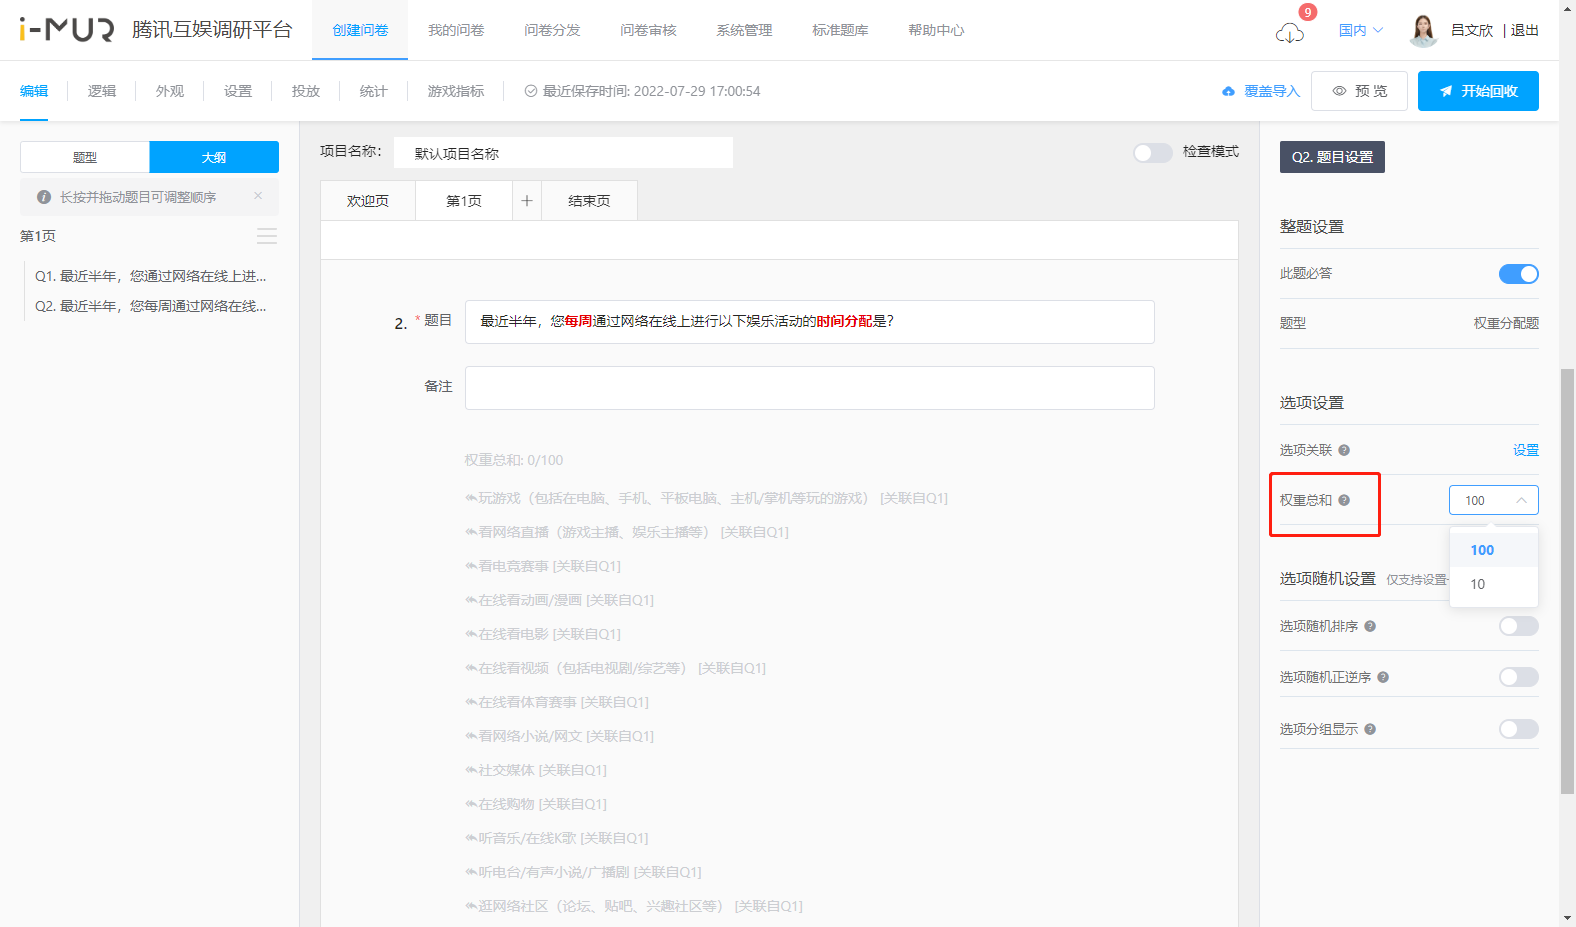 i-MUR 腾讯互娱调研平台 创建问卷 我的问卷 问卷分发 问卷审核 系统管理 标准题库 帮助中心 9 国内 吕文欣 | 退出
编辑 逻辑 外观 设置 投放 统计 游戏指标 最近保存时间: 2022-07-29 17:00:54 覆盖导入 预 览 开始回收
题型 大纲
长按并拖动题目可调整顺序 ×
第1页
Q1. 最近半年，您通过网络在线上进...
Q2. 最近半年，您每周通过网络在线...
项目名称: 默认项目名称 检查模式
欢迎页 第1页 + 结束页
2. * 题目 最近半年，您每周通过网络在线上进行以下娱乐活动的时间分配是?
备注
权重总和: 0/100
玩游戏（包括在电脑、手机、平板电脑、主机/掌机等玩的游戏） [关联自Q1]
看网络直播（游戏主播、娱乐主播等） [关联自Q1]
看电竞赛事 [关联自Q1]
在线看动画/漫画 [关联自Q1]
在线看电影 [关联自Q1]
在线看视频（包括电视剧/综艺等） [关联自Q1]
在线看体育赛事 [关联自Q1]
看网络小说/网文 [关联自Q1]
社交媒体 [关联自Q1]
在线购物 [关联自Q1]
听音乐/在线K歌 [关联自Q1]
听电台/有声小说/广播剧 [关联自Q1]
逛网络社区（论坛、贴吧、兴趣社区等） [关联自Q1]
Q2. 题目设置
整题设置
此题必答
题型 权重分配题
选项设置
选项关联 ? 设置
权重总和 ? 100
100
10
选项随机设置 仅支持设置一
选项随机排序 ?
选项随机正逆序 ?
选项分组显示 ?